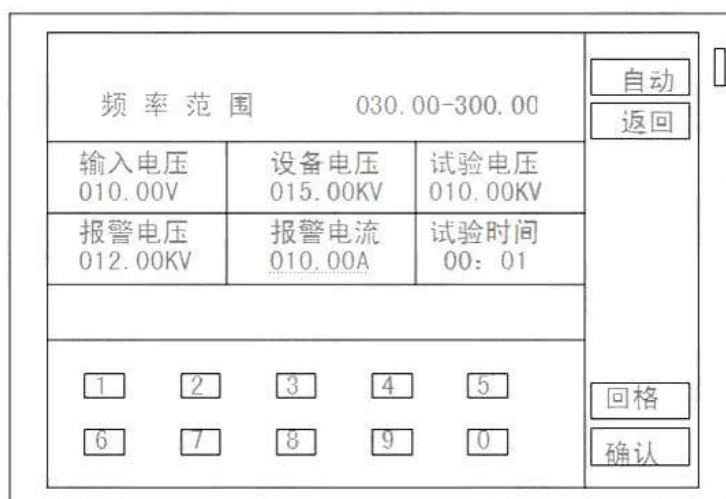 频率范围 030.00-300.00
自动
返回
输入电压 设备电压 试验电压
010.00V 015.00KV 010.00KV
报警电压 报警电流 试验时间
012.00KV 010.00A 00: 01
1 2 3 4 5
回格
6 7 8 9 0
确认